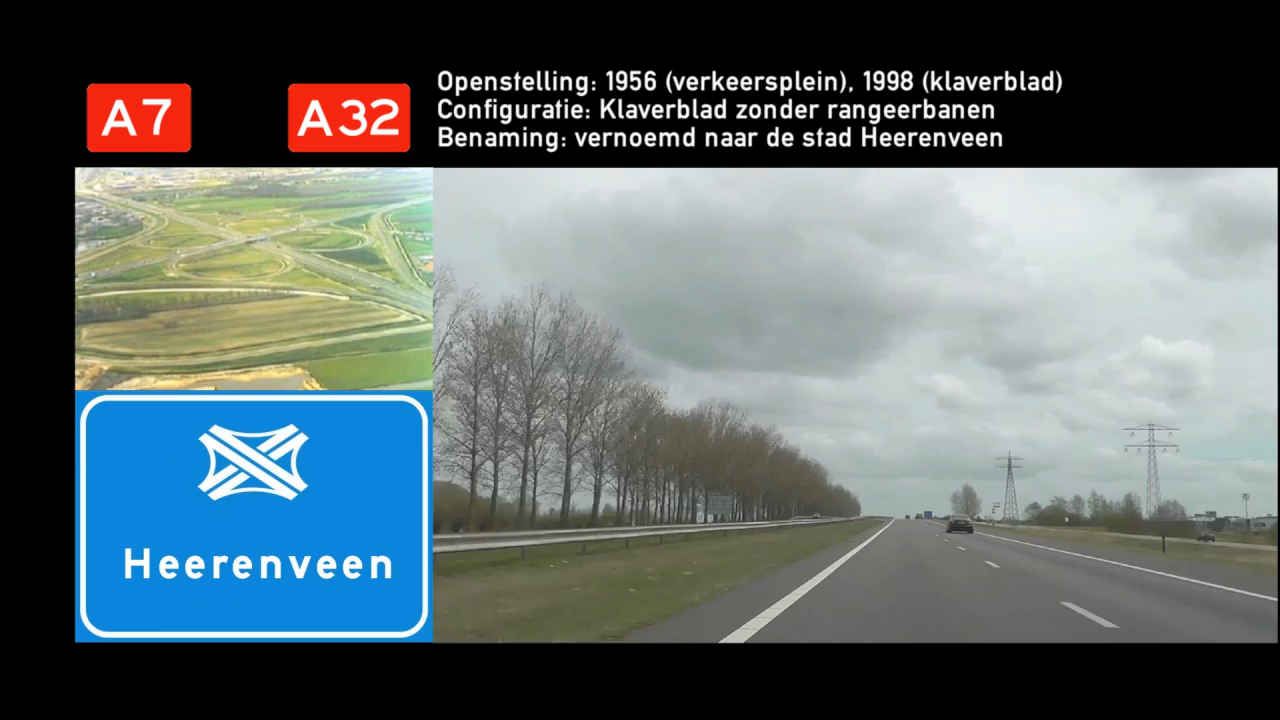 A7
A32
Openstelling: 1956 (verkeersplein), 1998 (klaverblad)
Configuratie: Klaverblad zonder rangeerbanen
Benaming: vernoemd naar de stad Heerenveen
Heerenveen